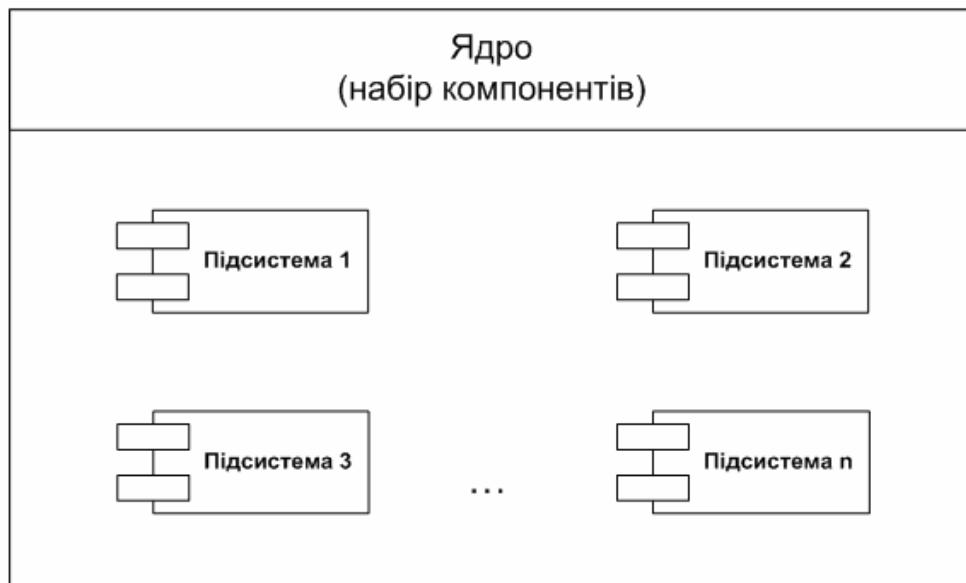 Ядро
(набір компонентів)
Підсистема 1
Підсистема 2
Підсистема 3
...
Підсистема n